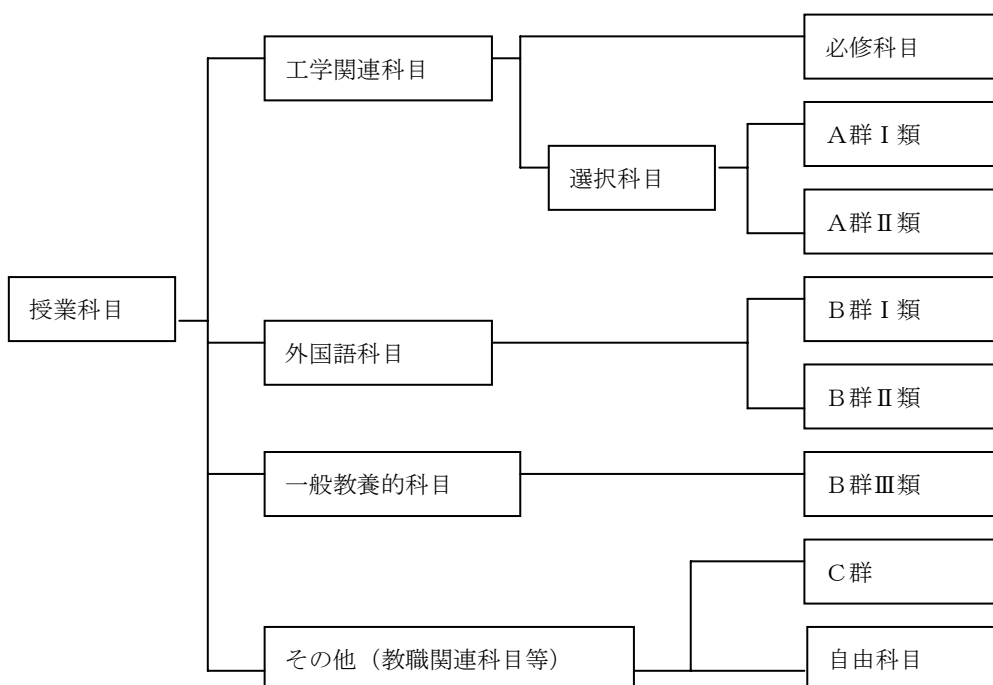 工学関連科目
必修科目
選択科目
Ａ群Ⅰ類
Ａ群Ⅱ類
授業科目
外国語科目
Ｂ群Ⅰ類
Ｂ群Ⅱ類
一般教養的科目
Ｂ群Ⅲ類
その他（教職関連科目等）
Ｃ群
自由科目